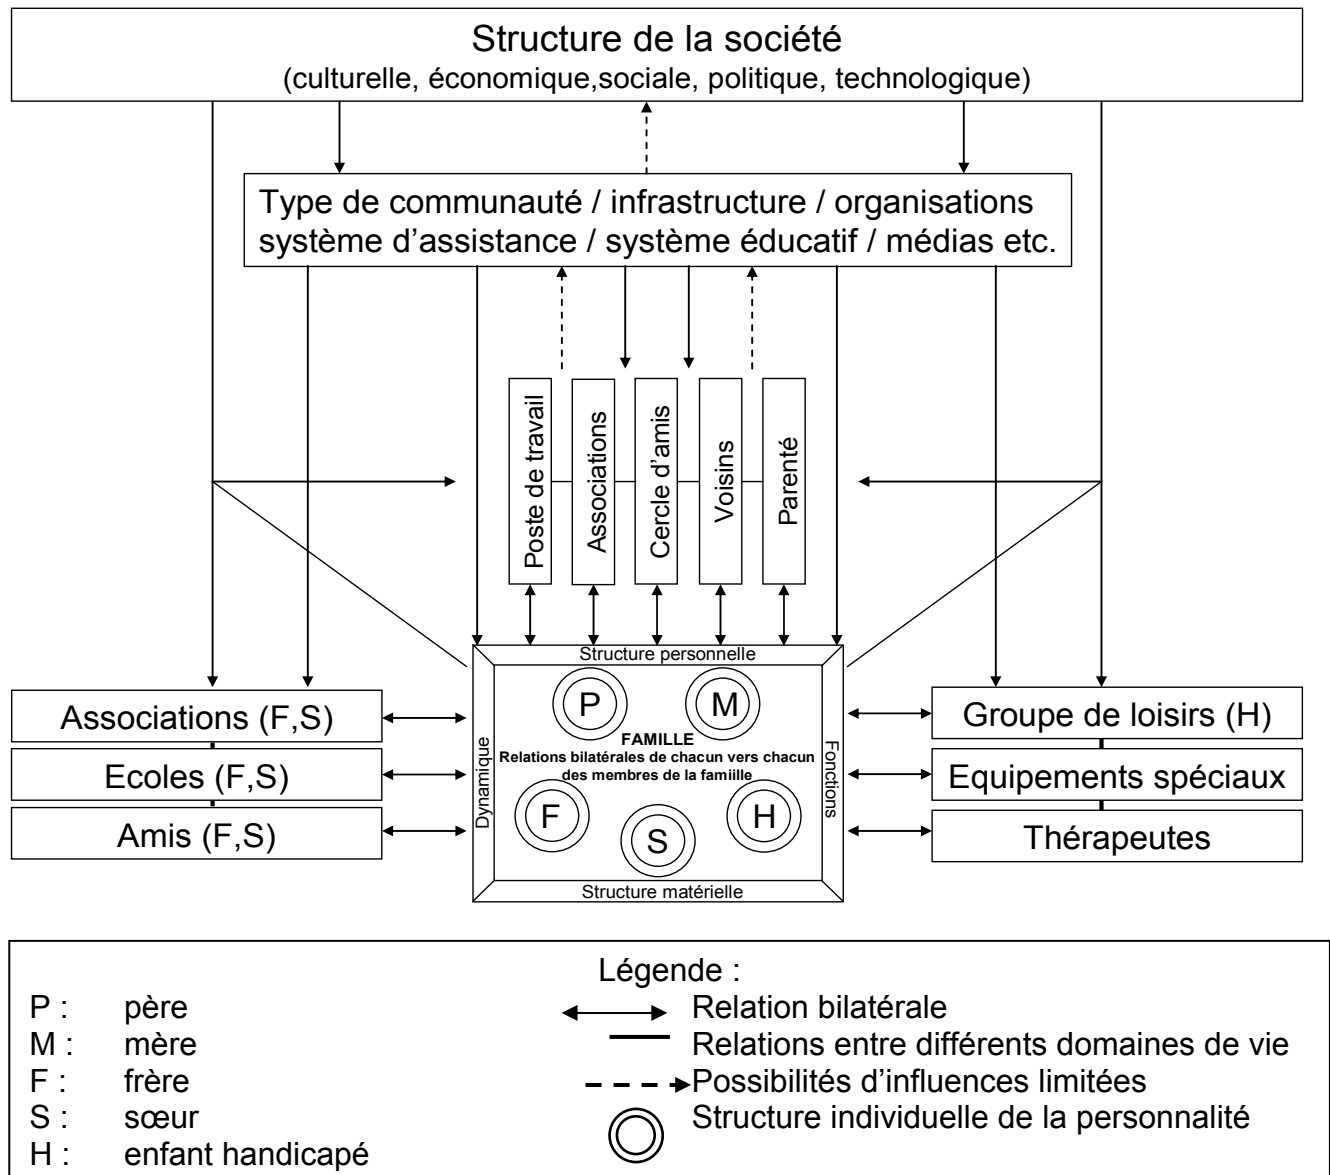 Structure de la société
(culturelle, économique,sociale, politique, technologique)
Type de communauté / infrastructure / organisations
système d’assistance / système éducatif / médias etc.
Poste de travail
Associations
Cercle d’amis
Voisins
Parenté
Structure personnelle
P
M
Associations (F,S)
Groupe de loisirs (H)
FAMILLE
Relations bilatérales de chacun vers chacun
des membres de la famiille
Dynamique
Fonctions
Ecoles (F,S)
Equipements spéciaux
F
S
H
Amis (F,S)
Thérapeutes
Structure matérielle
Légende :
P : père
M : mère
F : frère
S : sœur
H : enfant handicapé
Relation bilatérale
Relations entre différents domaines de vie
Possibilités d’influences limitées
Structure individuelle de la personnalité